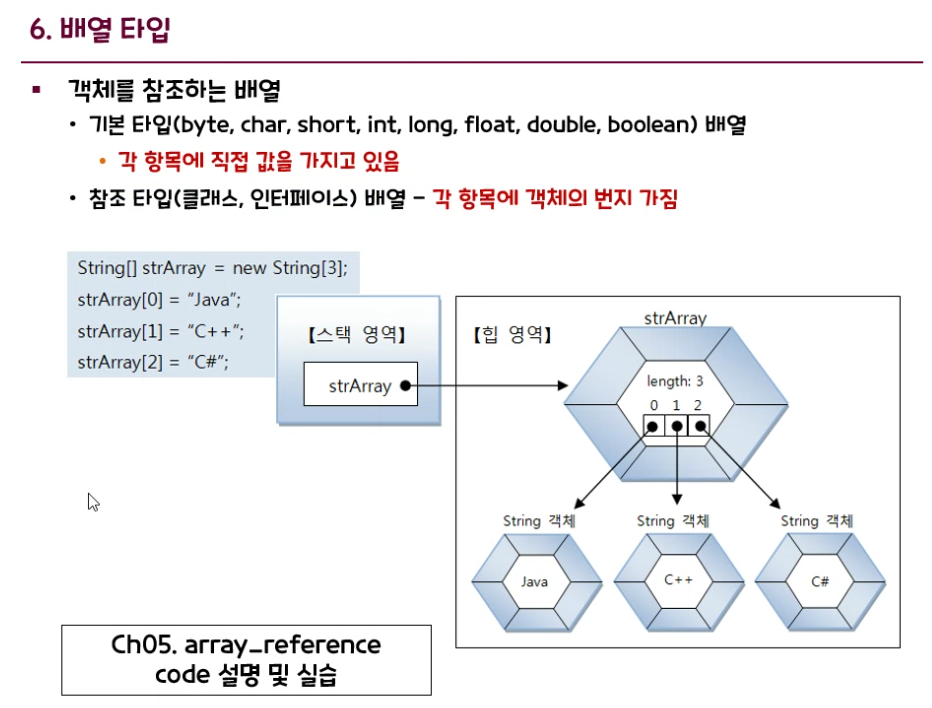 6. 배열 타입
▪ 객체를 참조하는 배열
• 기본 타입(byte, char, short, int, long, float, double, boolean) 배열
• 각 항목에 직접 값을 가지고 있음
• 참조 타입(클래스, 인터페이스) 배열 – 각 항목에 객체의 번지 가짐
String[] strArray = new String[3];
strArray[0] = “Java”;
strArray[1] = “C++”;
strArray[2] = “C#”;
【스택 영역】
strArray
【힙 영역】
strArray
length: 3
0 1 2
String 객체 String 객체 String 객체
Java C++ C#
Ch05. array_reference
code 설명 및 실습